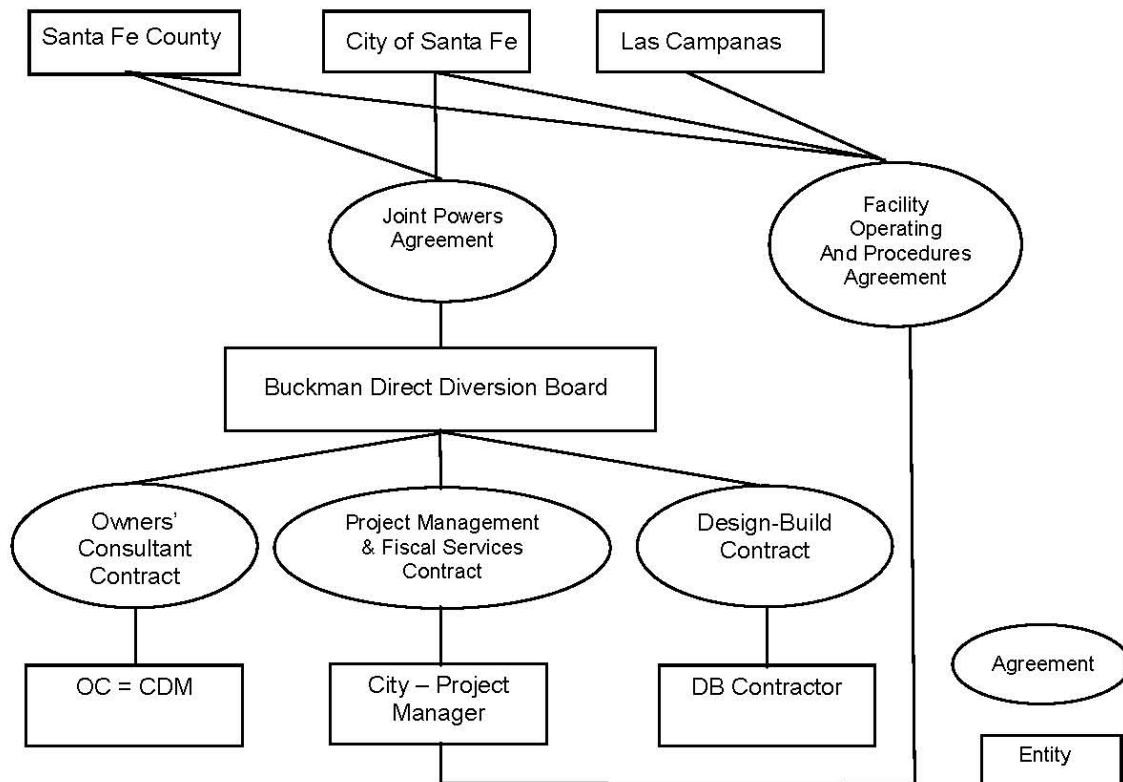 Santa Fe County
City of Santa Fe
Las Campanas
Joint Powers
Agreement
Facility
Operating
And Procedures
Agreement
Buckman Direct Diversion Board
Owners'
Consultant
Contract
Project Management
& Fiscal Services
Contract
Design-Build
Contract
OC = CDM
City – Project
Manager
DB Contractor
Agreement
Entity